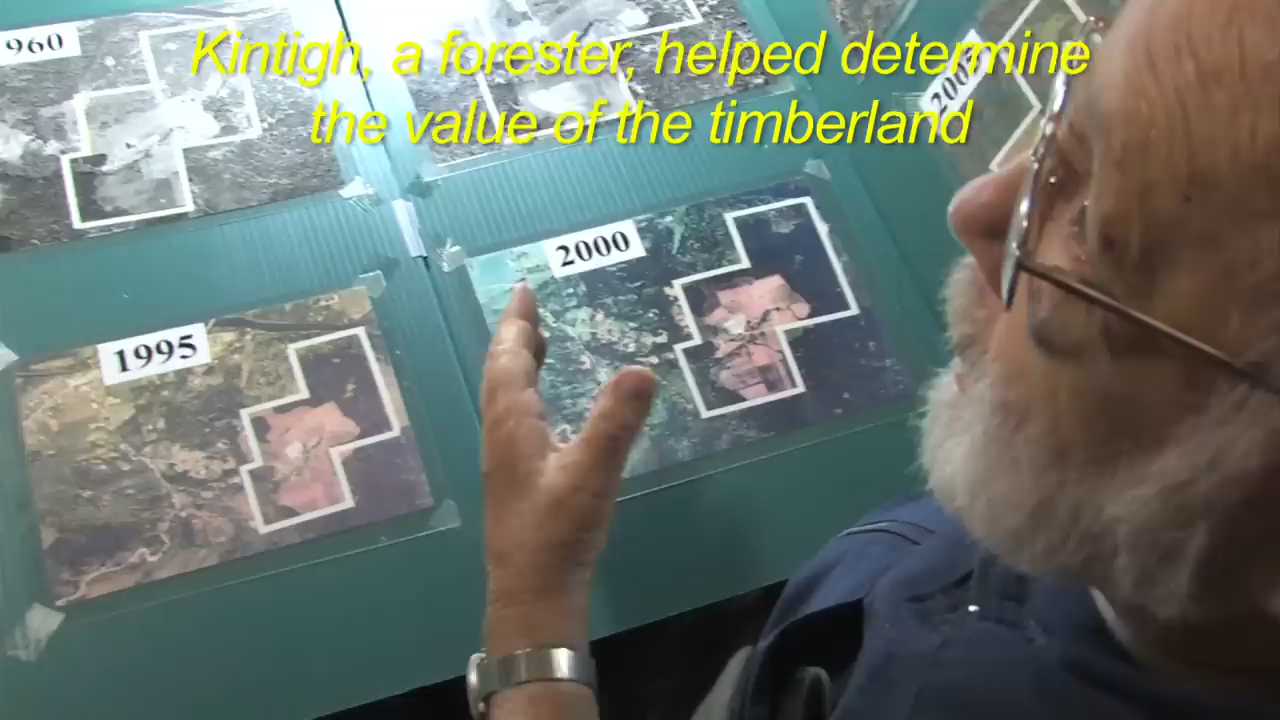 960
Kintigh, a forester, helped determine
the value of the timberland
2000
1995